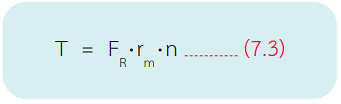 T = F_R · r_m · n ----------- (7.3)